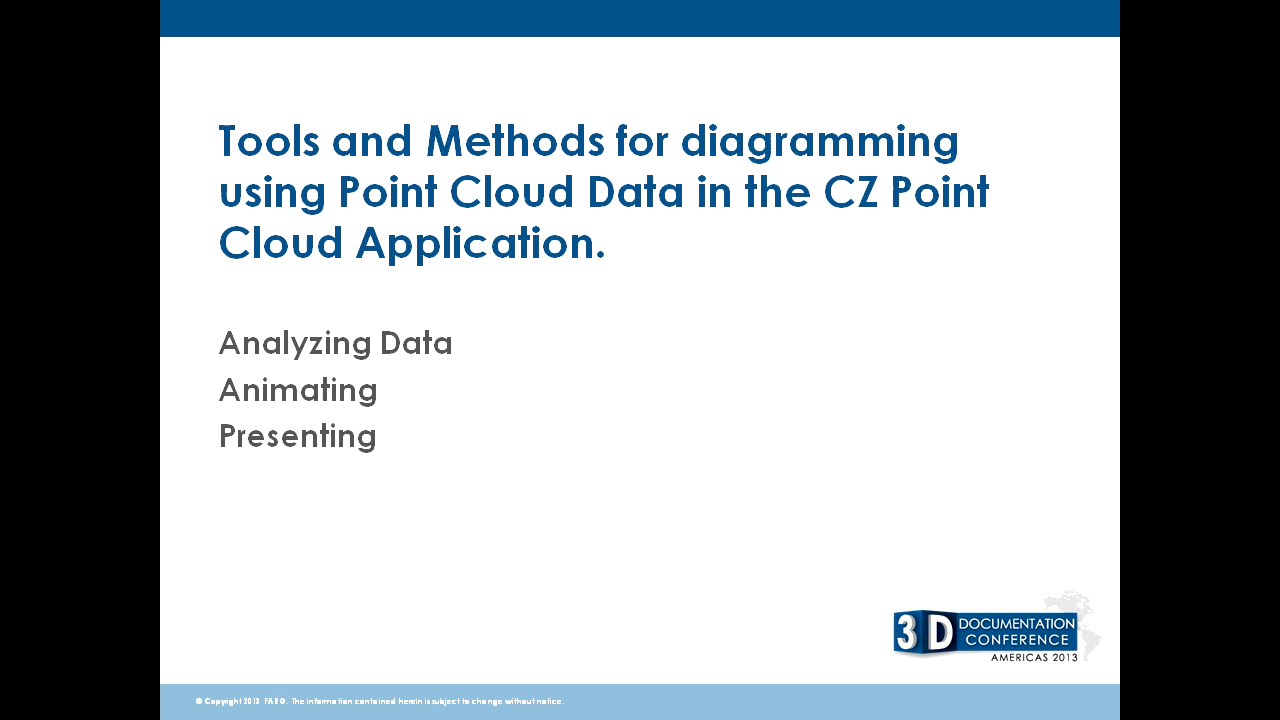 Tools and Methods for diagramming
using Point Cloud Data in the CZ Point
Cloud Application.
Analyzing Data
Animating
Presenting
3D DOCUMENTATION
CONFERENCE
AMERICAS 2013
© Copyright 2013 FARO. The information contained herein is subject to change without notice.